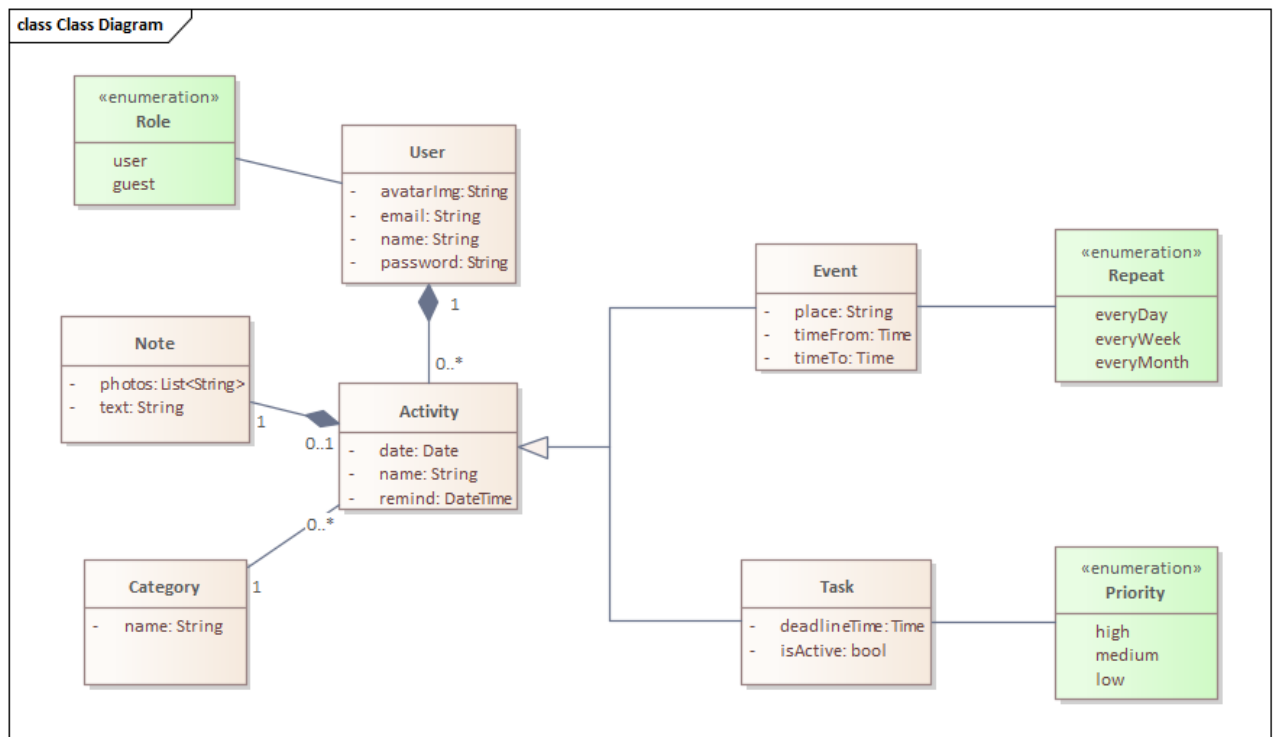 class Class Diagram
«enumeration»
Role
user
guest
User
- avatarImg: String
- email: String
- name: String
- password: String
1
0..*
Note
- photos: List<String>
- text: String
1
0..1
Activity
- date: Date
- name: String
- remind: DateTime
0..*
1
Category
- name: String
Event
- place: String
- timeFrom: Time
- timeTo: Time
«enumeration»
Repeat
everyDay
everyWeek
everyMonth
Task
- deadlineTime: Time
- isActive: bool
«enumeration»
Priority
high
medium
low